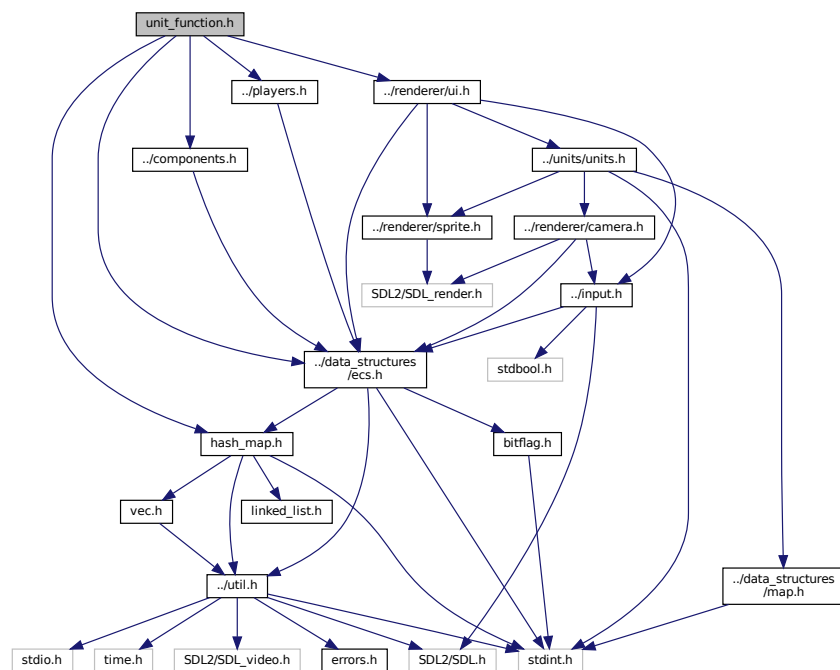 unit_function.h
../players.h
../renderer/ui.h
../components.h
../units/units.h
../renderer/sprite.h
../renderer/camera.h
SDL2/SDL_render.h
../input.h
../data_structures
/ecs.h
stdbool.h
hash_map.h
bitflag.h
vec.h
linked_list.h
../util.h
../data_structures
/map.h
stdio.h
time.h
SDL2/SDL_video.h
errors.h
SDL2/SDL.h
stdint.h